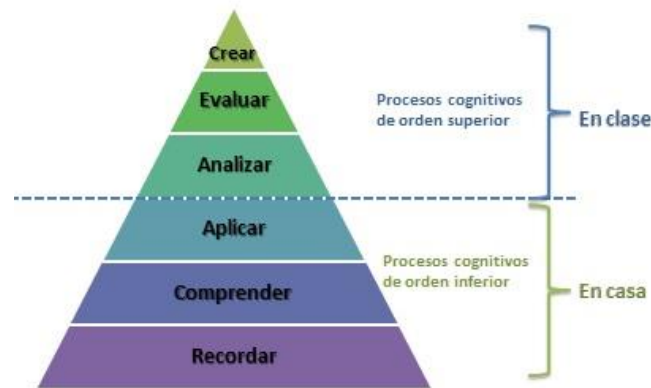 Crear
Evaluar
Procesos cognitivos
de orden superior
En clase
Analizar
Aplicar
Procesos cognitivos
de orden inferior
En casa
Comprender
Recordar